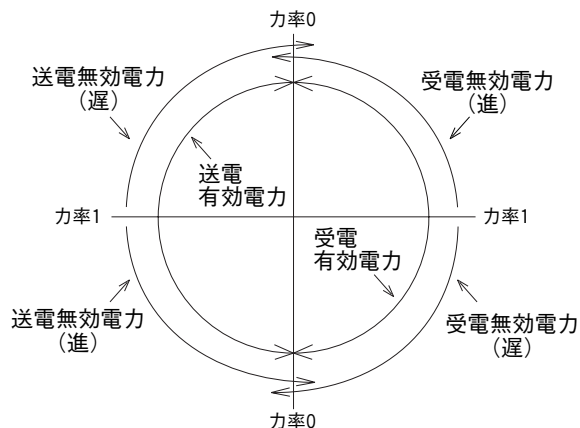 力率0
送電無効電力
（遅）
受電無効電力
（進）
送電
有効電力
力率1
力率1
受電
有効電力
送電無効電力
（進）
受電無効電力
（遅）
力率0